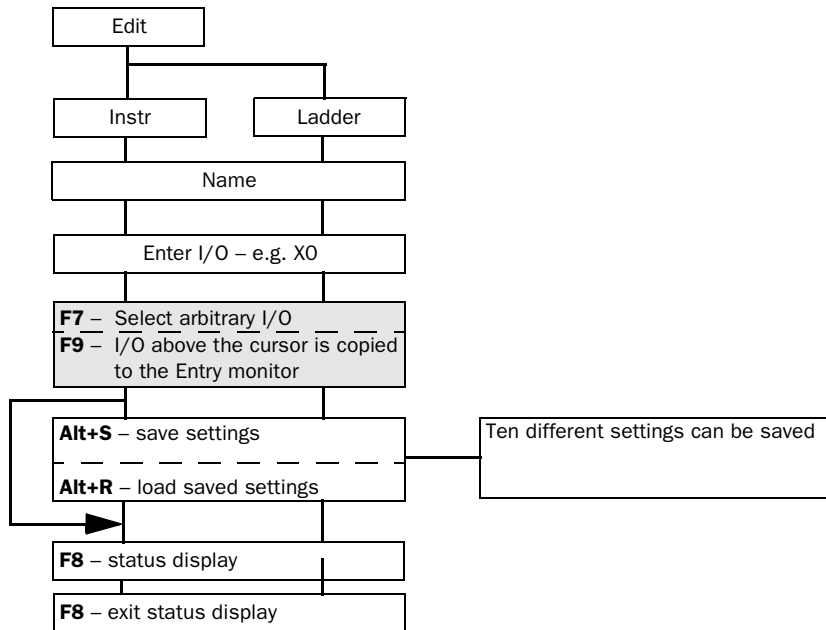 Edit
Instr
Ladder
Name
Enter I/O – e.g. X0
F7 – Select arbitrary I/O
F9 – I/O above the cursor is copied
to the Entry monitor
Alt+S – save settings
Ten different settings can be saved
Alt+R – load saved settings
F8 – status display
F8 – exit status display